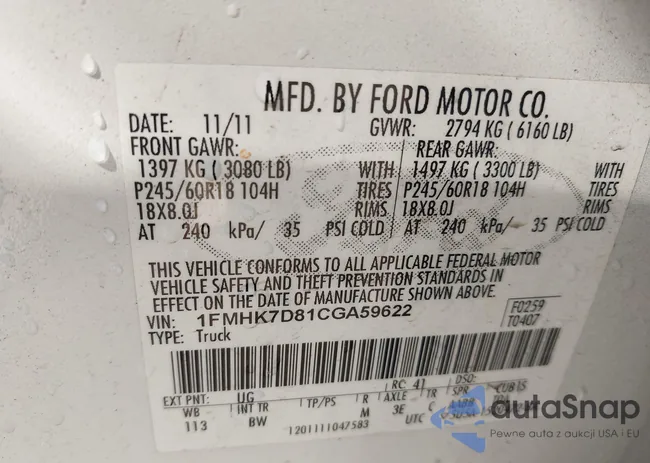 MFD. BY FORD MOTOR CO.
DATE: 11/11 GVWR: 2794 KG ( 6160 LB)
FRONT GAWR: REAR GAWR:
1397 KG ( 3080 LB) WITH 1497 KG ( 3300 LB) WITH
P245/60R18 104H TIRES P245/60R18 104H TIRES
18X8.0J RIMS 18X8.0J RIMS
AT 240 kPa/ 35 PSI COLD AT 240 kPa/ 35 PSI COLD
THIS VEHICLE CONFORMS TO ALL APPLICABLE FEDERAL MOTOR
VEHICLE SAFETY AND THEFT PREVENTION STANDARDS IN
EFFECT ON THE DATE OF MANUFACTURE SHOWN ABOVE.
VIN: 1FMHK7D81CGA59622 F0259
TYPE: Truck T0407
EXT PNT: UG RC: 41 DSO:
WB INT TR TP/PS R AXLE TR SPR
113 BW M 3E C
1201111047583 UTC
autaSnap
Pewne auta z aukcji USA i EU